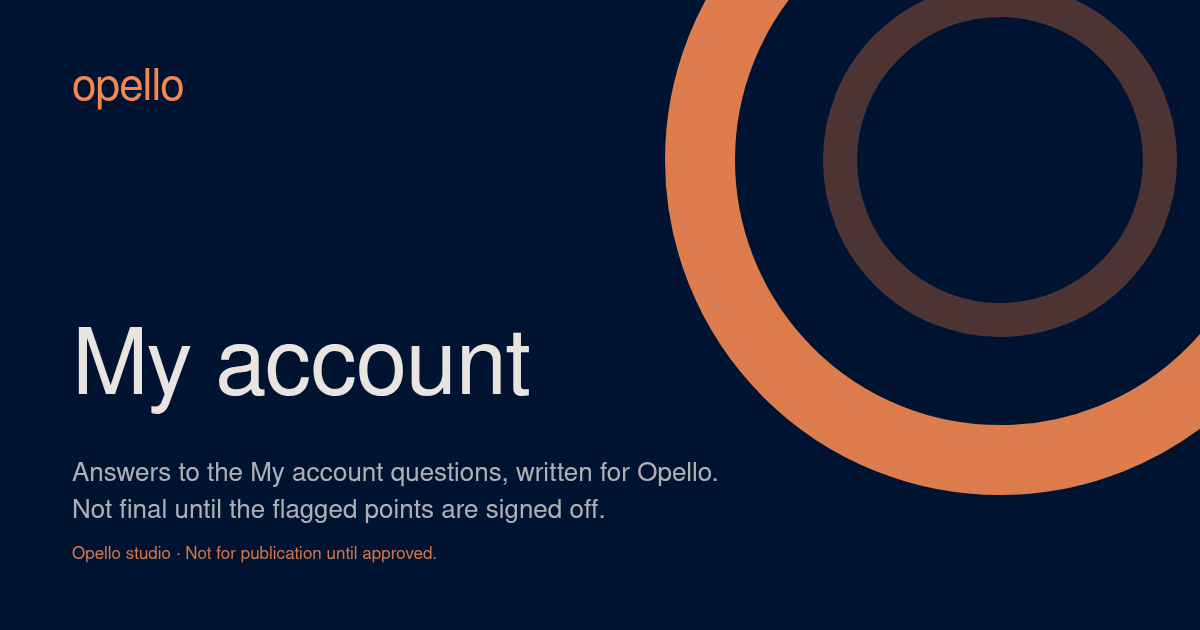 opello
My account
Answers to the My account questions, written for Opello.
Not final until the flagged points are signed off.
Opello studio · Not for publication until approved.